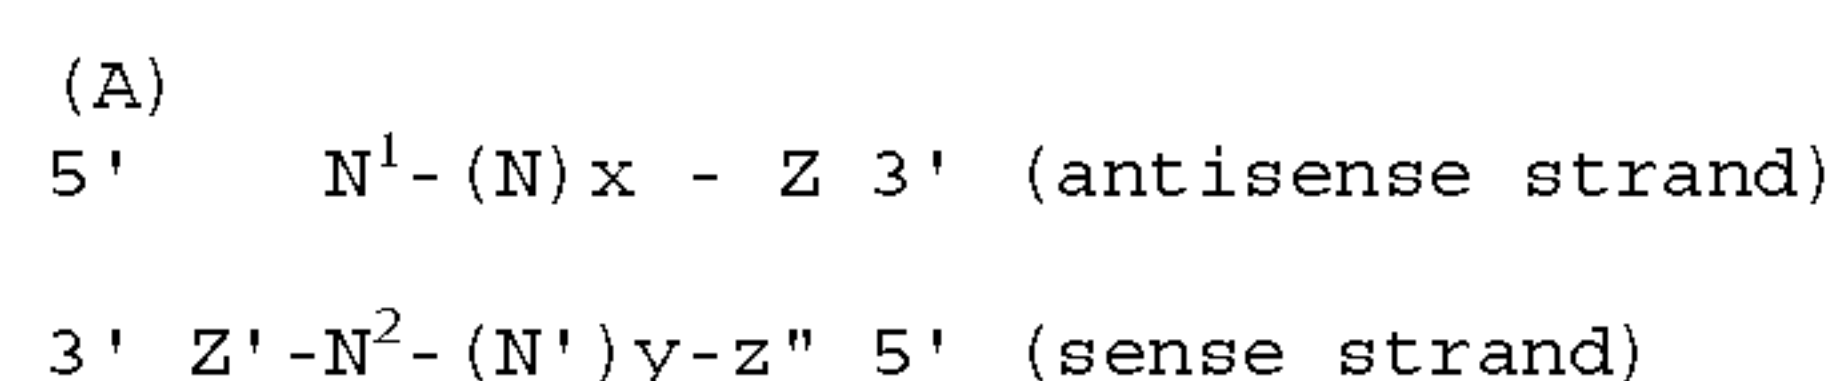 (A)
5' N¹-(N)x - Z 3' (antisense strand)
3' Z'-N²-(N')y-z" 5' (sense strand)